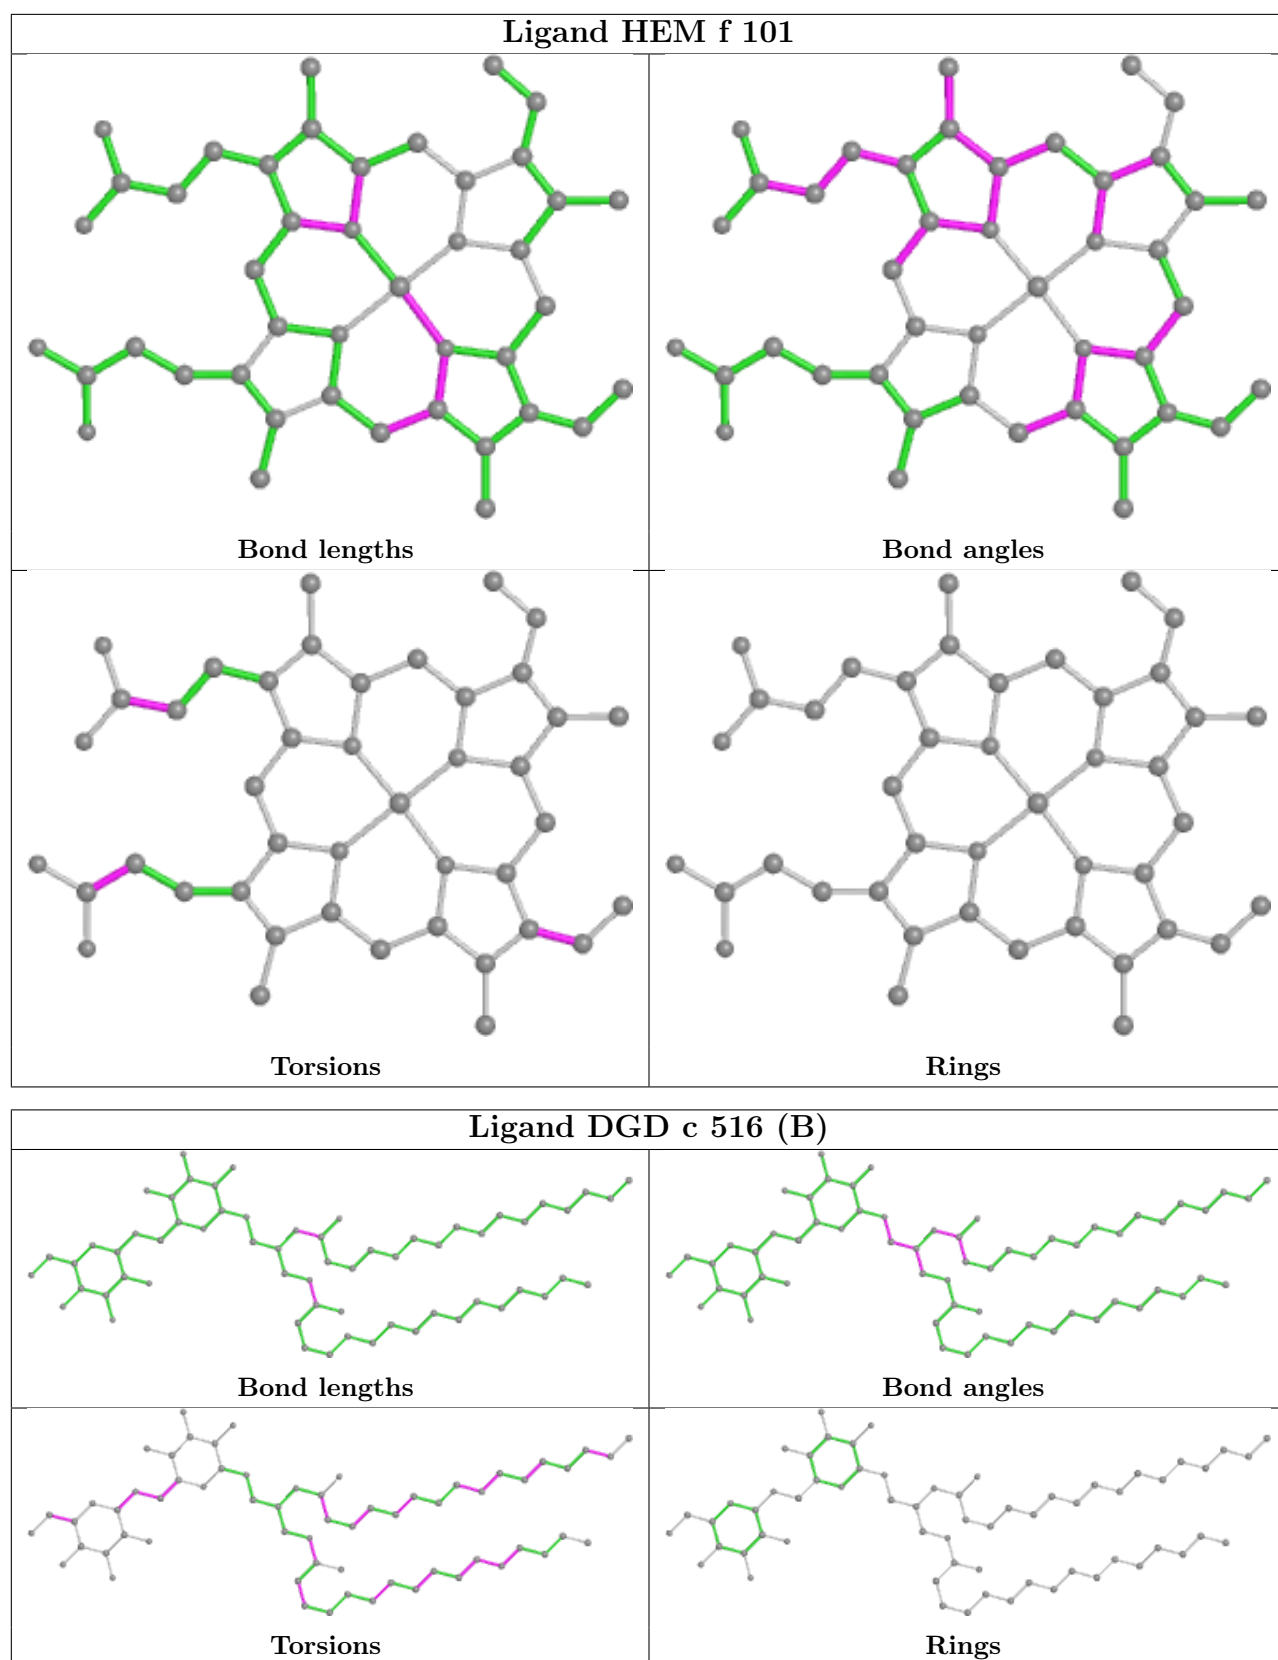 Ligand HEM f 101
Bond lengths
Bond angles
Torsions
Rings
Ligand DGD c 516 (B)
Bond lengths
Bond angles
Torsions
Rings